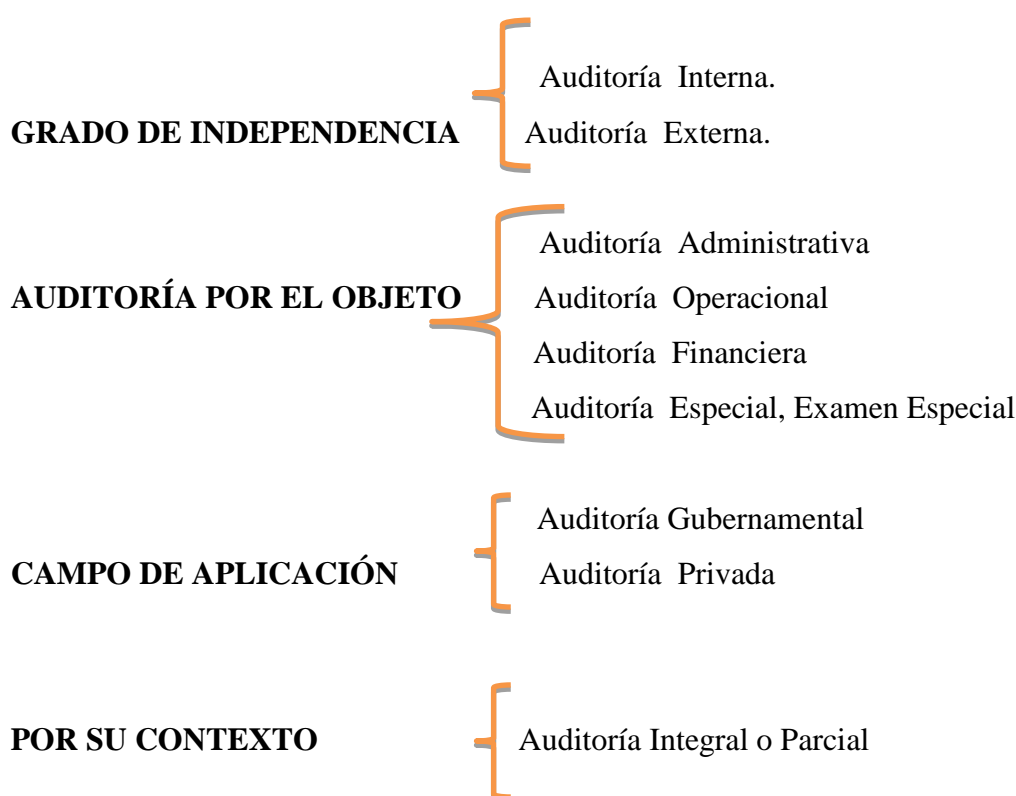 Auditoría Interna.
GRADO DE INDEPENDENCIA Auditoría Externa.
Auditoría Administrativa
AUDITORÍA POR EL OBJETO Auditoría Operacional
Auditoría Financiera
Auditoría Especial, Examen Especial
Auditoría Gubernamental
CAMPO DE APLICACIÓN Auditoría Privada
POR SU CONTEXTO Auditoría Integral o Parcial